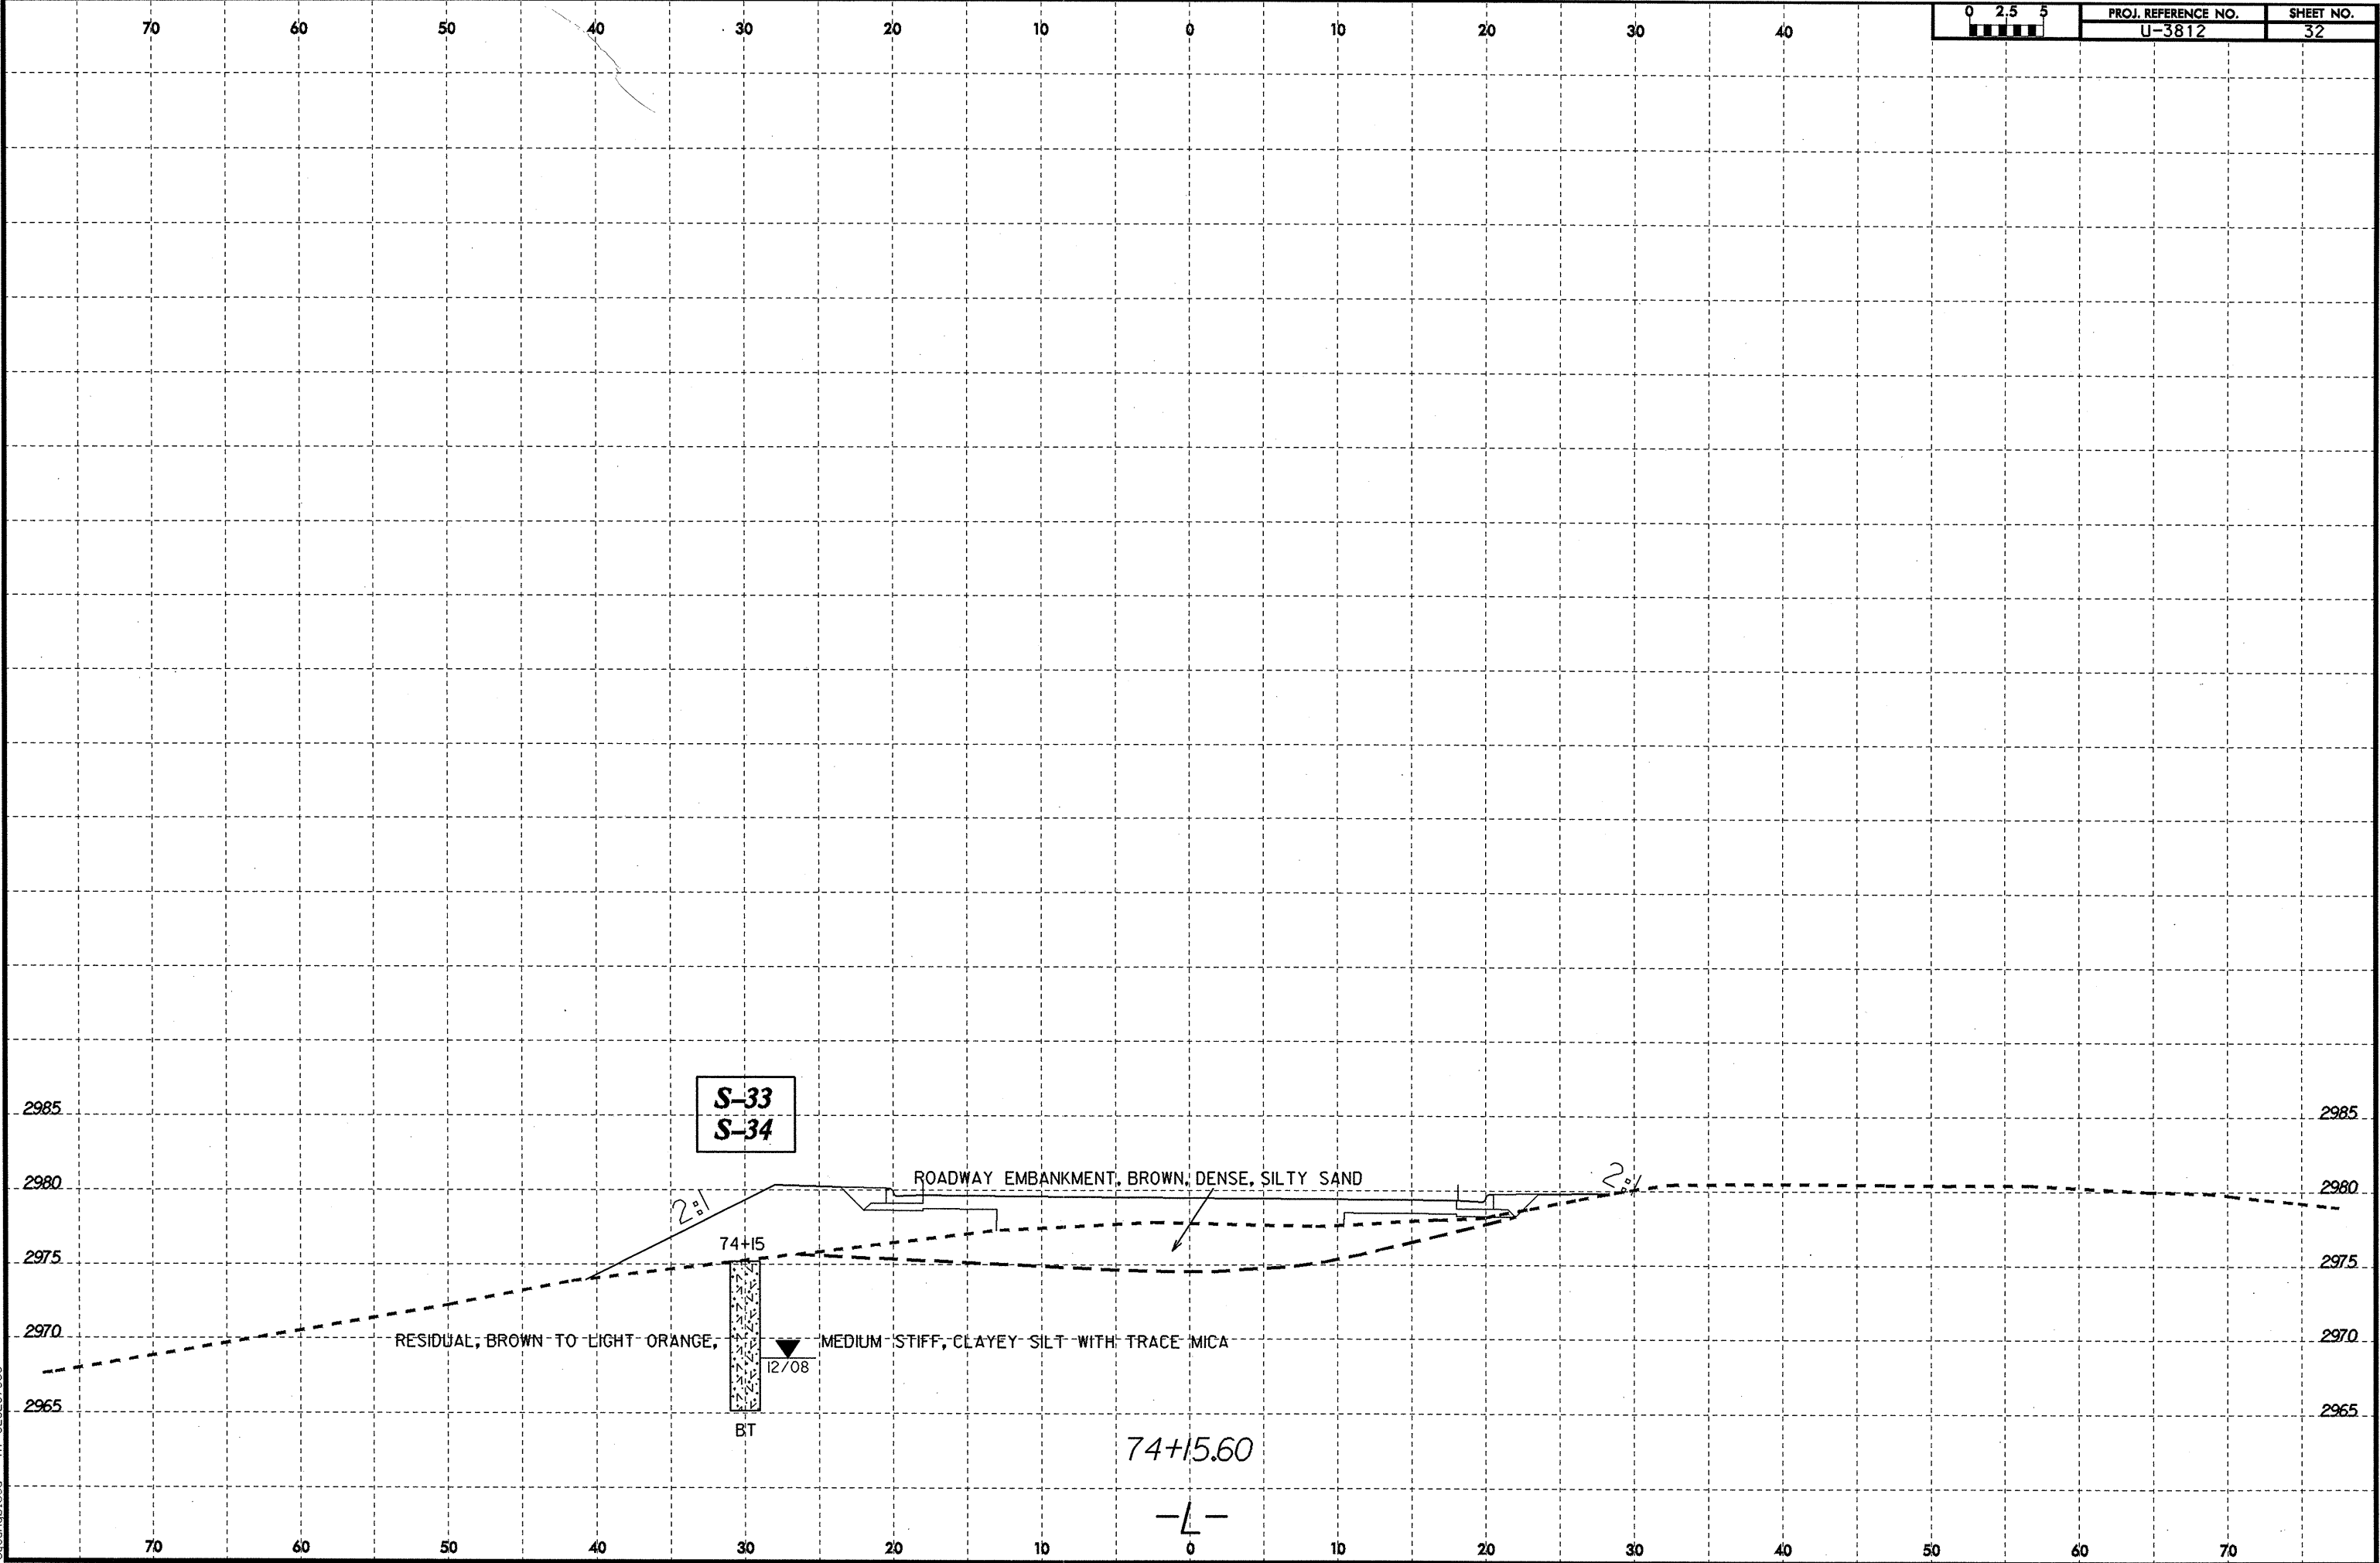 70 60 50 40 30 20 10 0 10 20 30 40
0 2.5 5
PROJ. REFERENCE NO. SHEET NO.
U-3812 32
S-33
S-34
2985 2985
ROADWAY EMBANKMENT, BROWN, DENSE, SILTY SAND
2:1
2980 2980
2:1
74+15
2975 2975
2970 2970
RESIDUAL, BROWN TO LIGHT ORANGE, MEDIUM STIFF, CLAYEY SILT WITH TRACE MICA
12/08
2965 2965
BT
74+15.60
-L-
70 60 50 40 30 20 10 0 10 20 30 40 50 60 70